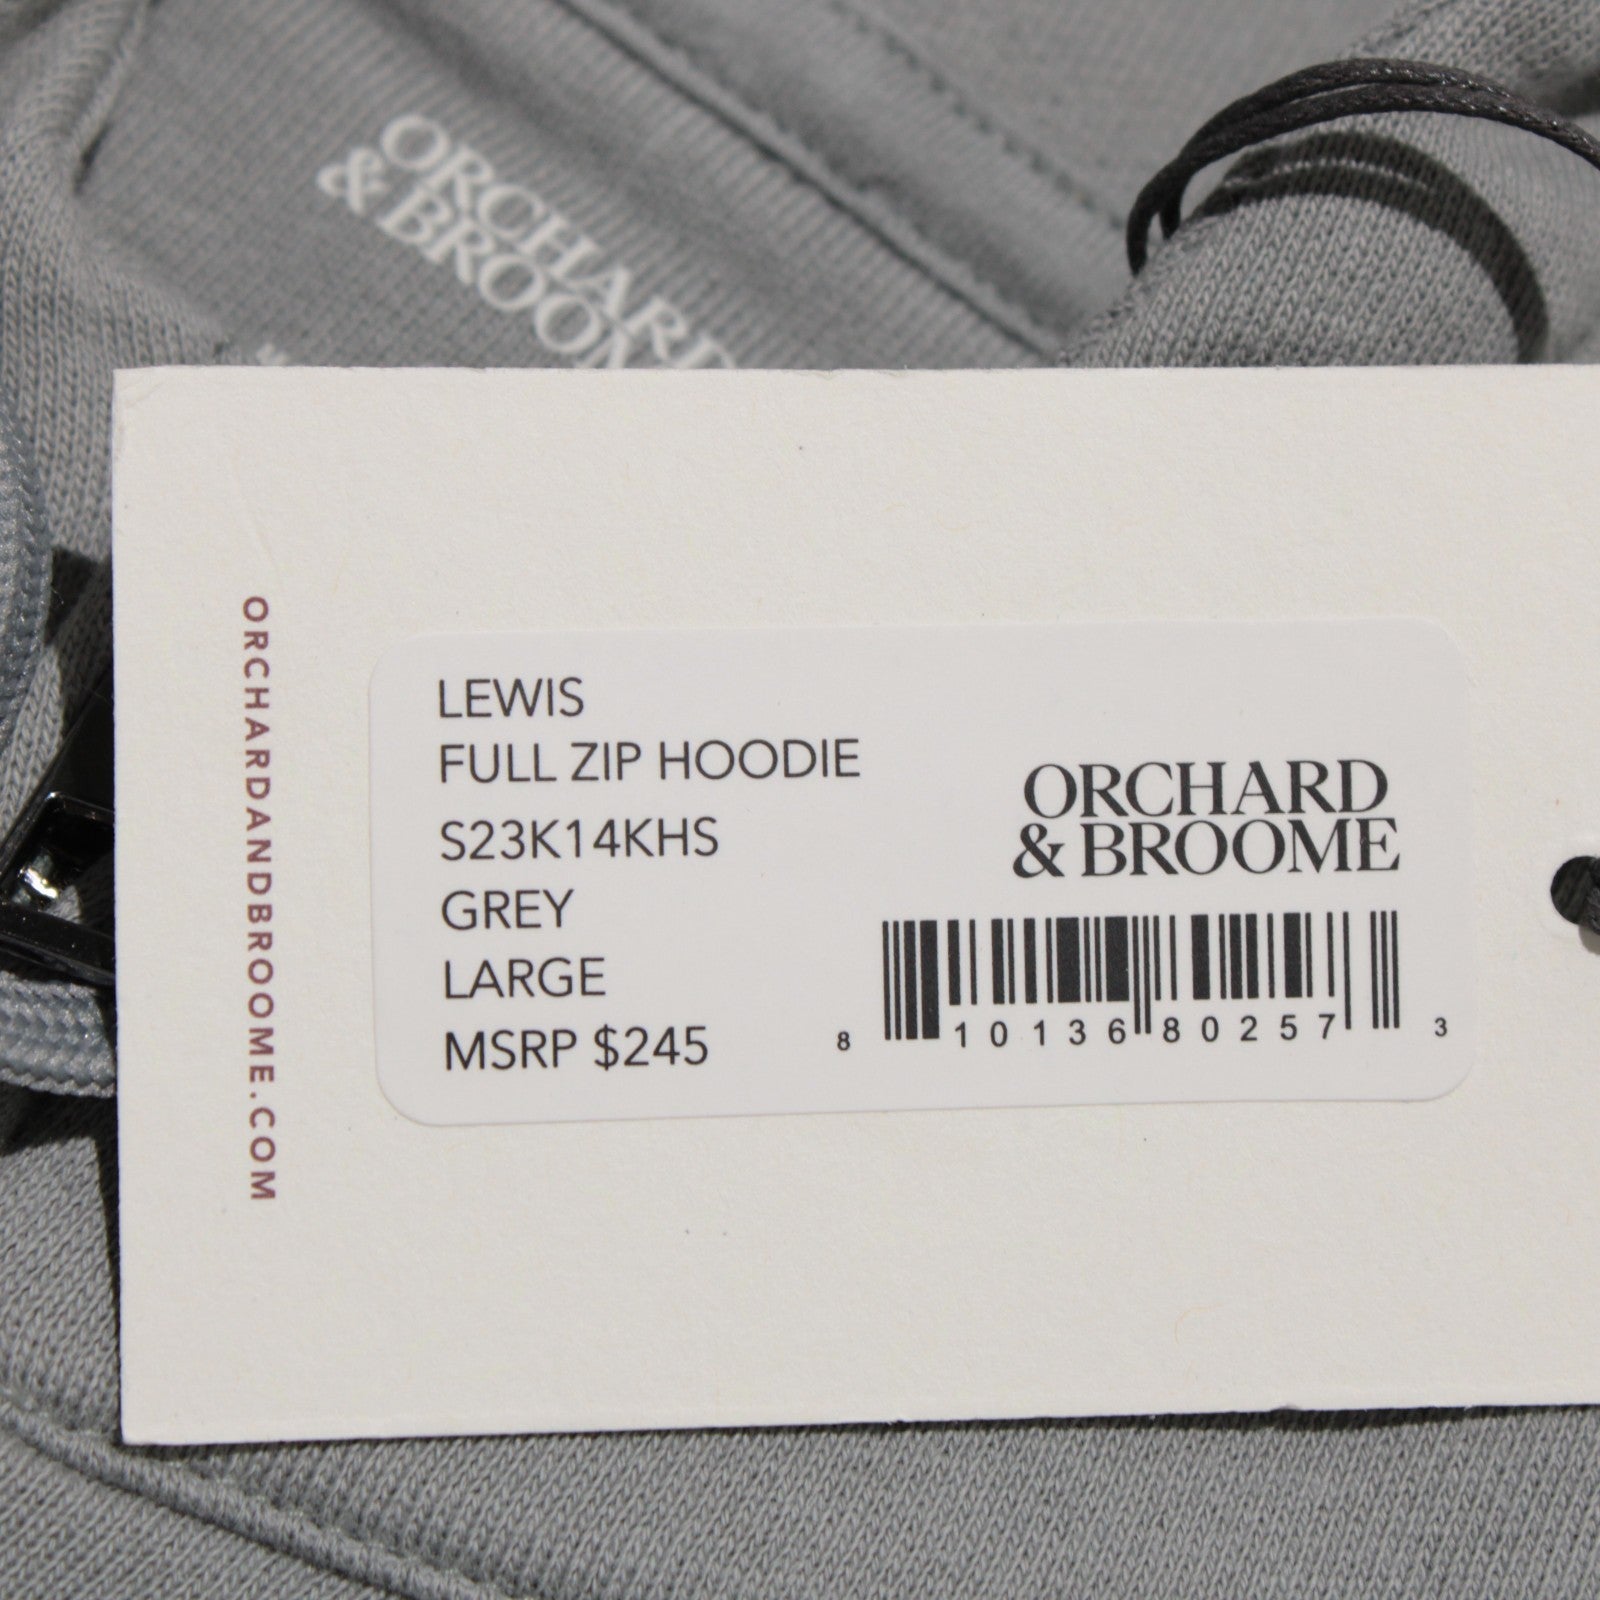 ORCHARD
& BROOME
ORCHARDANDBROOME.COM
LEWIS
FULL ZIP HOODIE
S23K14KHS
GREY
LARGE
MSRP $245
ORCHARD
& BROOME
8 10136 80257 3